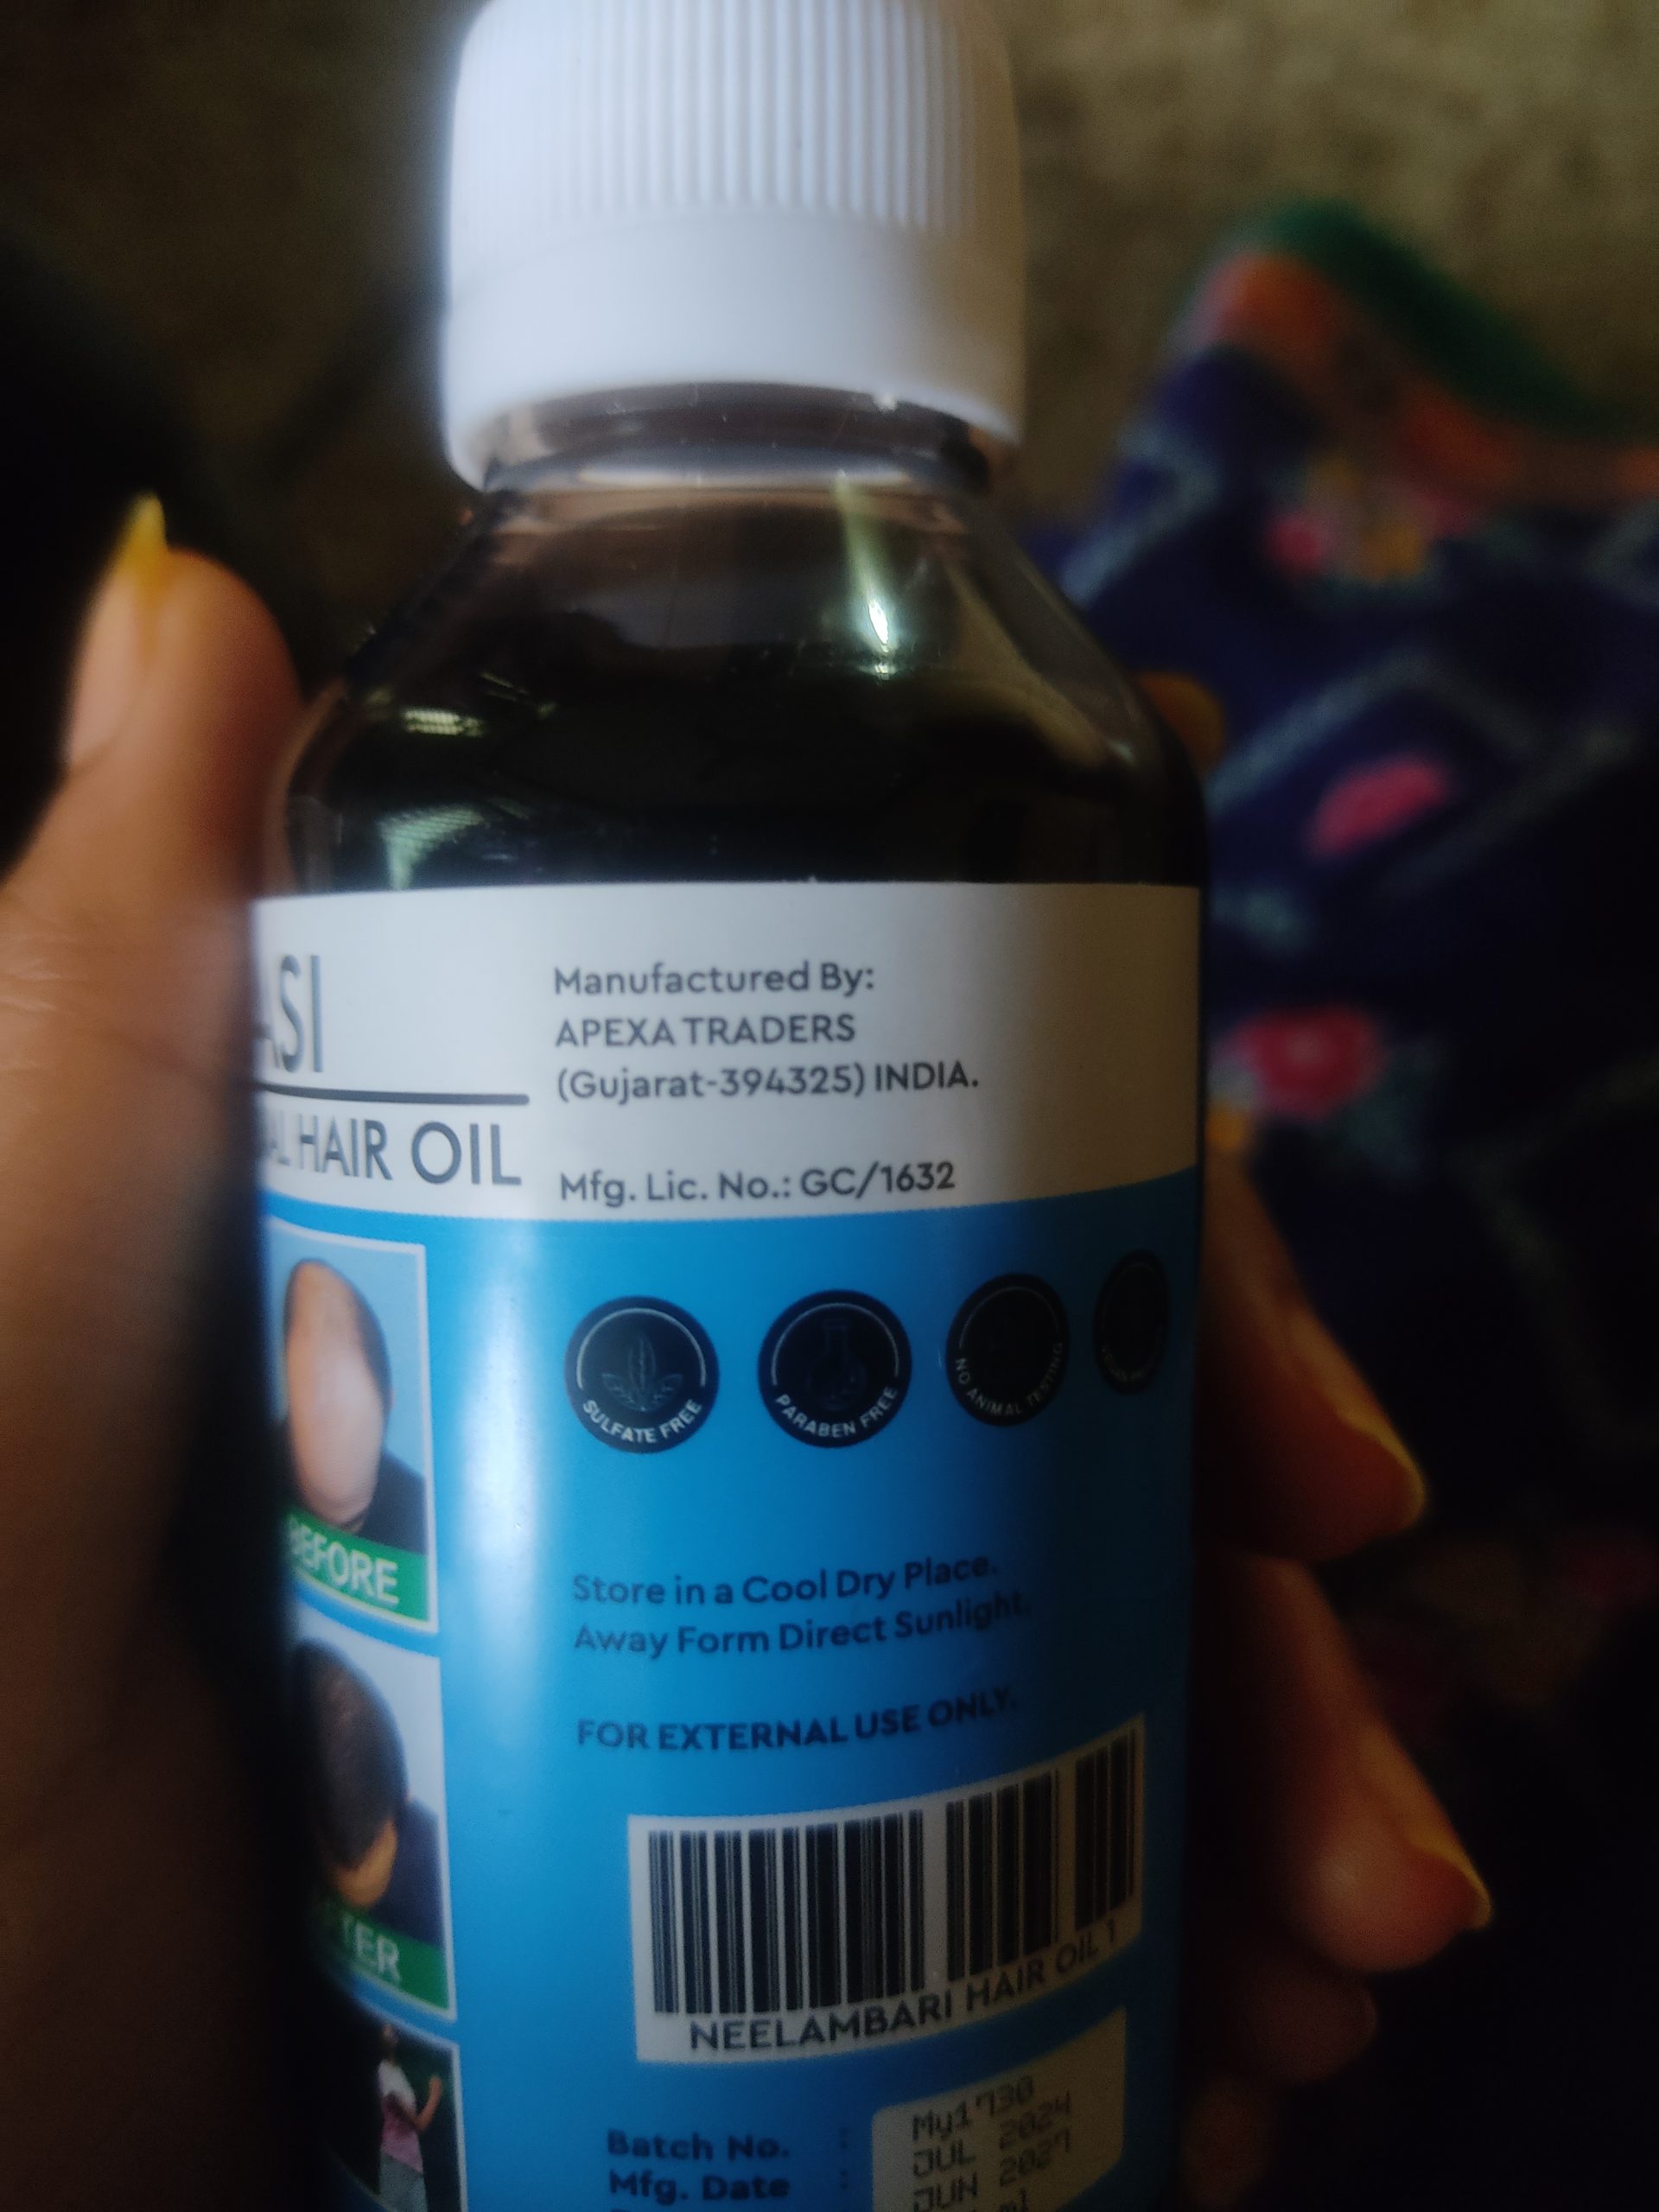 ASI
AL HAIR OIL
Manufactured By:
APEXA TRADERS
(Gujarat-394325) INDIA.
Mfg. Lic. No.: GC/1632
SULFATE FREE
PARABEN FREE
NO ANIMAL TESTING
BEFORE
TER
Store in a Cool Dry Place.
Away Form Direct Sunlight.
FOR EXTERNAL USE ONLY.
NEELAMBARI HAIR OIL 1
Batch No. : My1730
Mfg. Date : JUL 2024
JUN 2027
ml